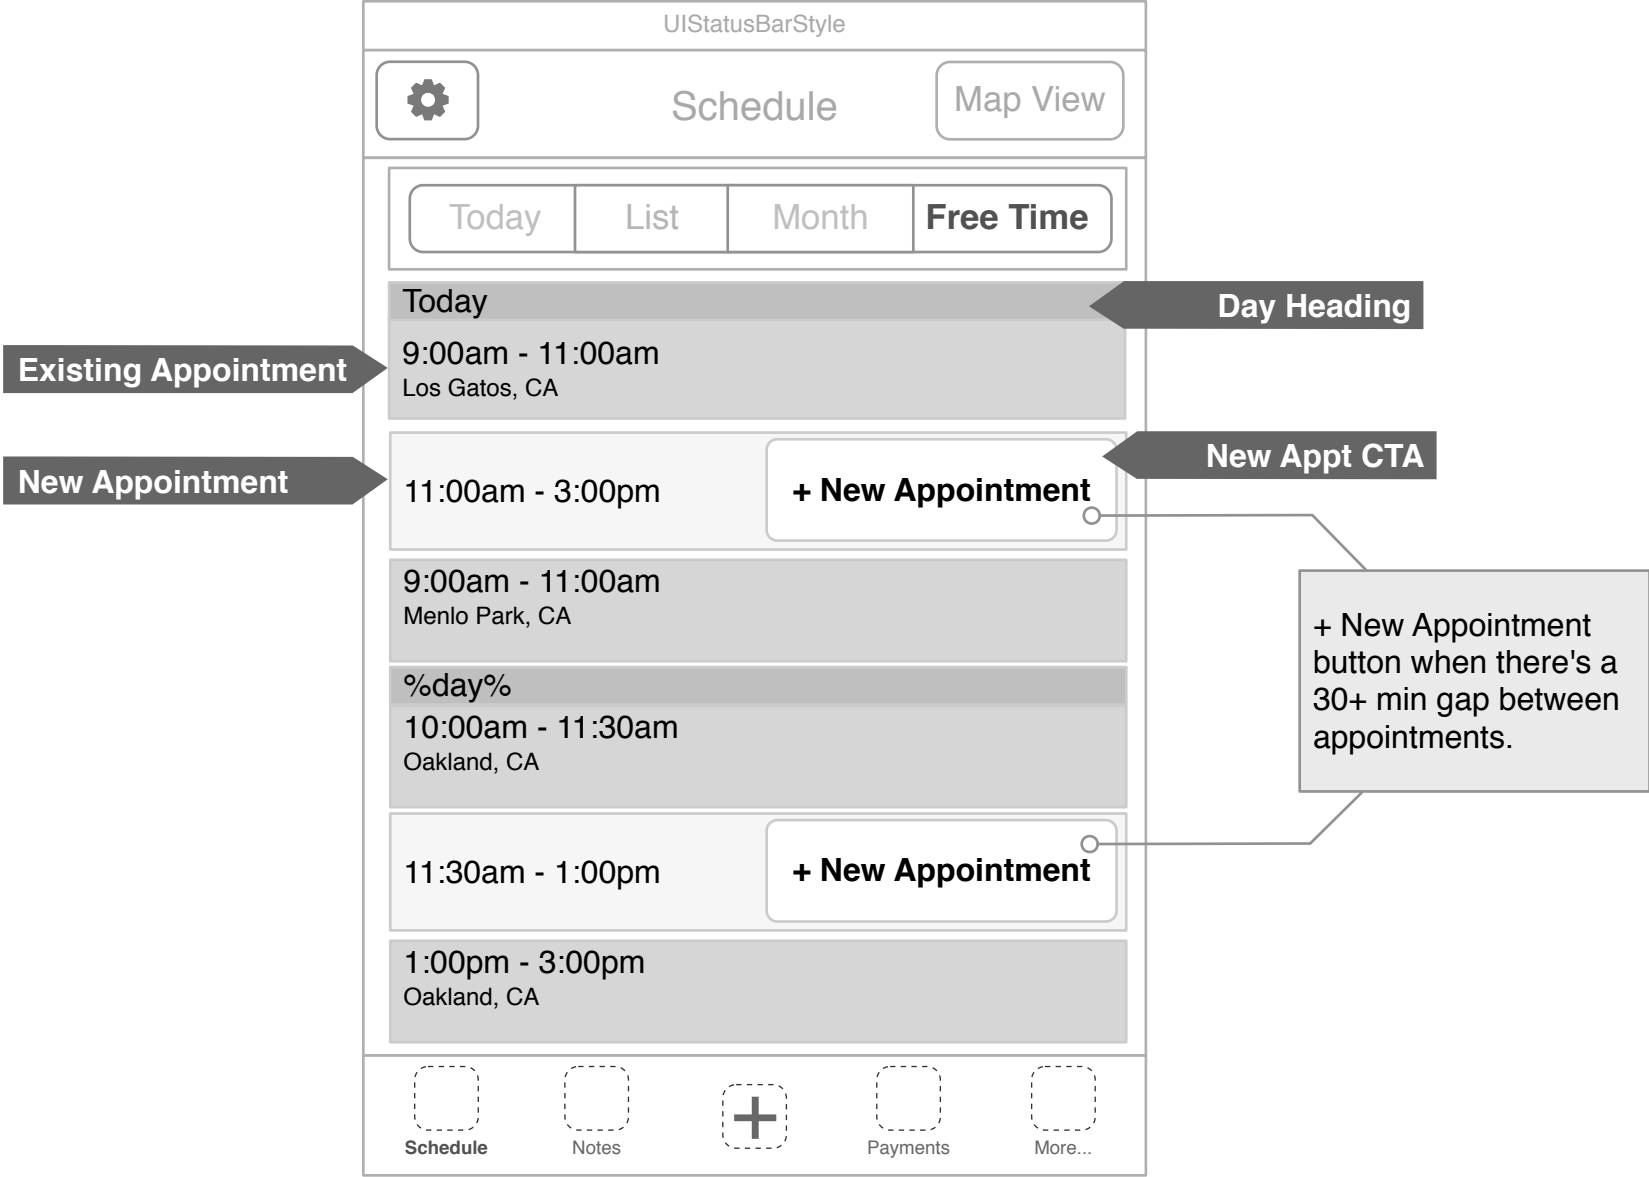 UIStatusBarStyle
Schedule
Map View
Today
List
Month
Free Time
Today
Day Heading
9:00am - 11:00am
Los Gatos, CA
Existing Appointment
New Appt CTA
New Appointment
11:00am - 3:00pm
+ New Appointment
9:00am - 11:00am
Menlo Park, CA
+ New Appointment
button when there's a
30+ min gap between
appointments.
%day%
10:00am - 11:30am
Oakland, CA
11:30am - 1:00pm
+ New Appointment
1:00pm - 3:00pm
Oakland, CA
Schedule
Notes
Payments
More...